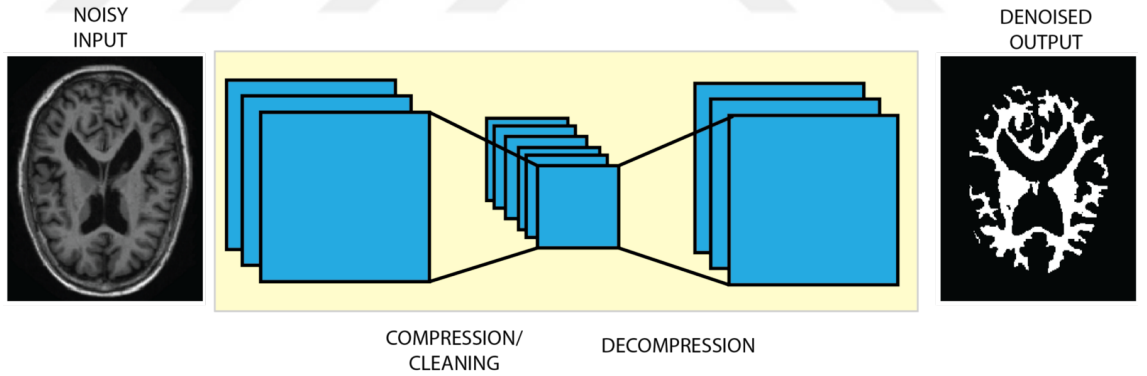 NOISY
INPUT
DENOISED
OUTPUT
COMPRESSION/
CLEANING
DECOMPRESSION